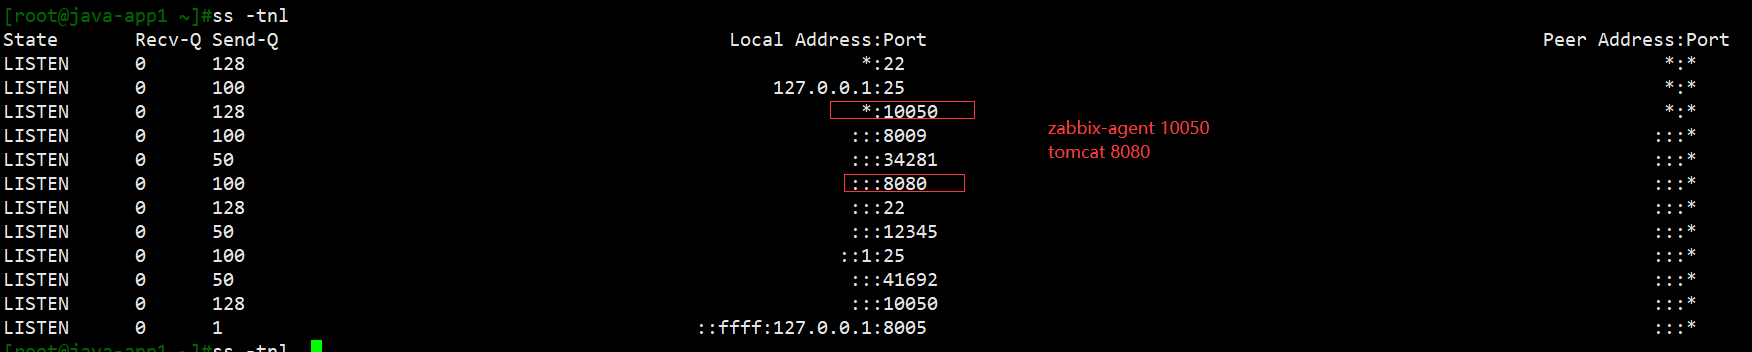 [root@java-app1 ~]#ss -tnl
State Recv-Q Send-Q Local Address:Port Peer Address:Port
LISTEN 0 128 *:22 *:*
LISTEN 0 100 127.0.0.1:25 *:*
LISTEN 0 128 *:10050 *:*
zabbix-agent 10050
LISTEN 0 100 :::8009 :::*
tomcat 8080
LISTEN 0 50 :::34281 :::*
LISTEN 0 100 :::8080 :::*
LISTEN 0 128 :::22 :::*
LISTEN 0 50 :::12345 :::*
LISTEN 0 100 ::1:25 :::*
LISTEN 0 50 :::41692 :::*
LISTEN 0 128 :::10050 :::*
LISTEN 0 1 ::ffff:127.0.0.1:8005 :::*
[root@java-app1 ~]#ss -tnl